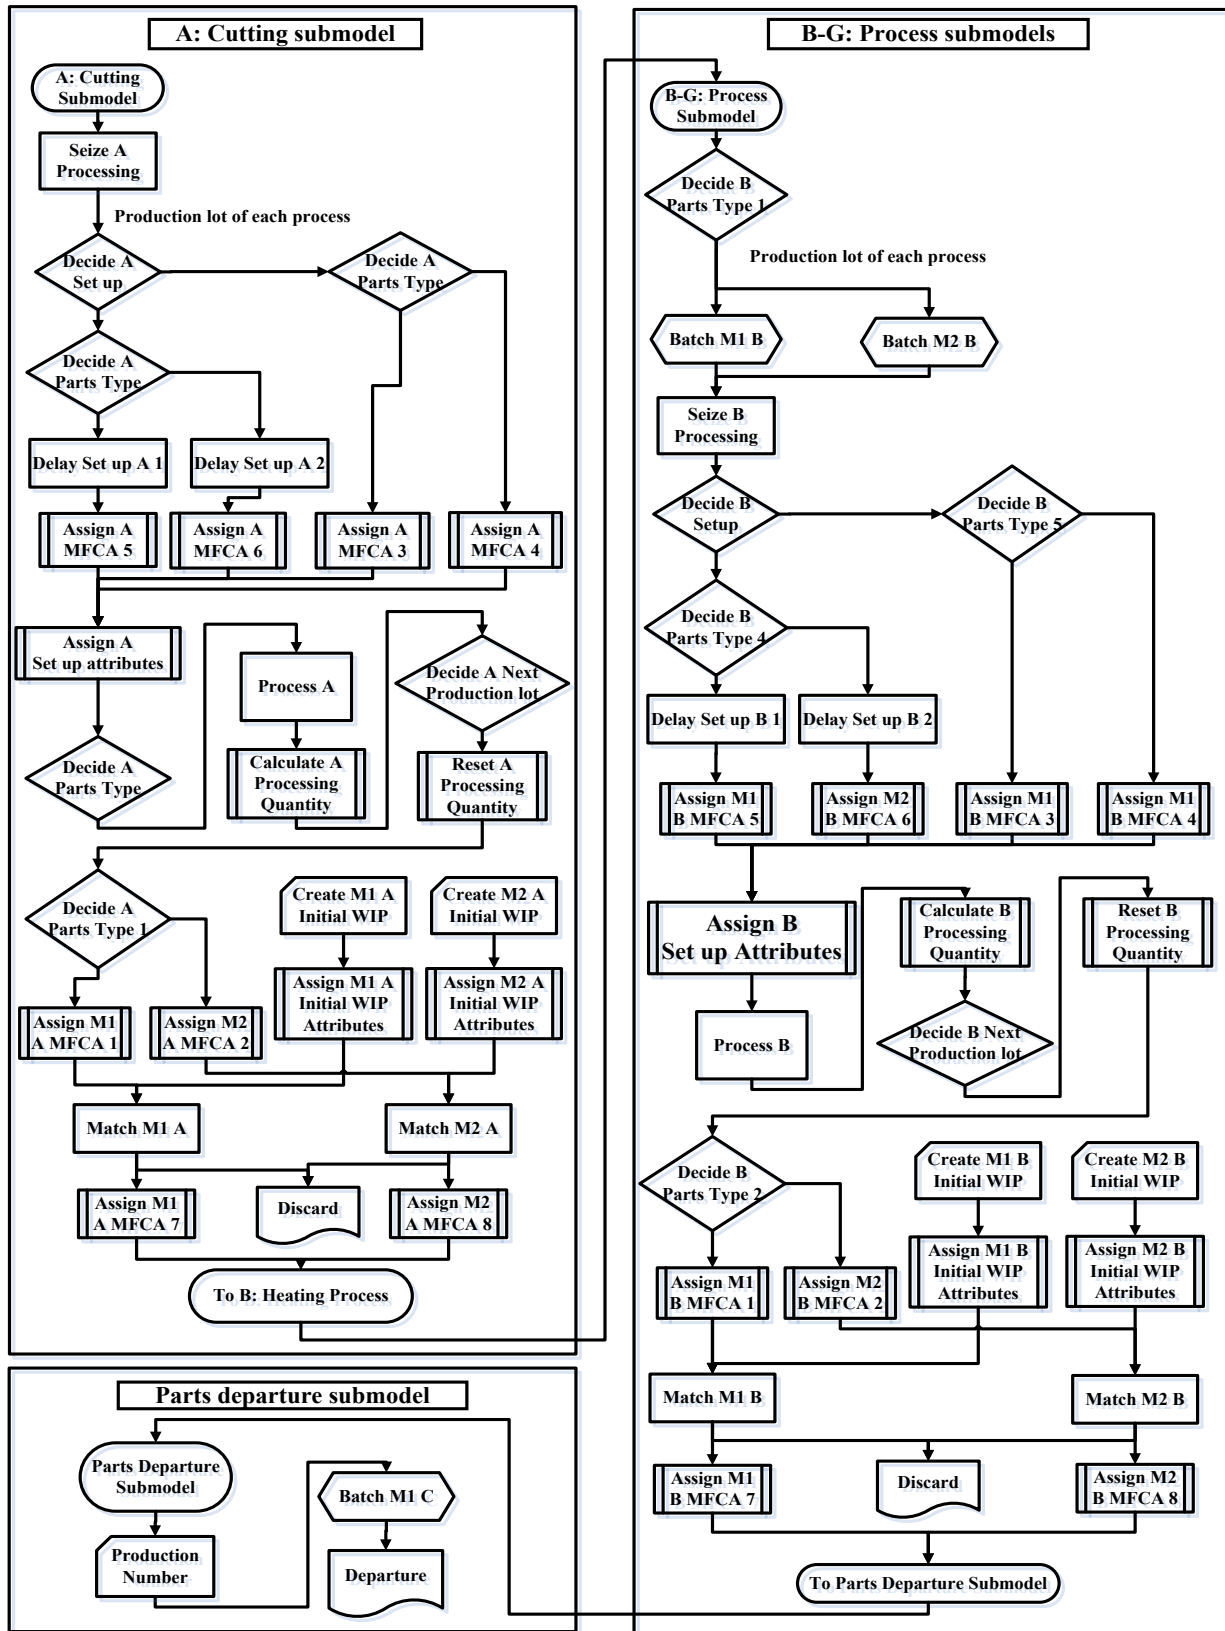 A: Cutting submodel
A: Cutting
Submodel
Seize A
Processing
Production lot of each process
Decide A
Set up
Decide A
Parts Type
Decide A
Parts Type
Delay Set up A 1
Delay Set up A 2
Assign A
MFCA 5
Assign A
MFCA 6
Assign A
MFCA 3
Assign A
MFCA 4
Assign A
Set up attributes
Process A
Decide A Next
Production lot
Decide A
Parts Type
Calculate A
Processing
Quantity
Reset A
Processing
Quantity
Decide A
Parts Type 1
Create M1 A
Initial WIP
Create M2 A
Initial WIP
Assign M1 A
Initial WIP
Attributes
Assign M2 A
Initial WIP
Attributes
Assign M1
A MFCA 1
Assign M2
A MFCA 2
Match M1 A
Match M2 A
Assign M1
A MFCA 7
Discard
Assign M2
A MFCA 8
To B: Heating Process
Parts departure submodel
Parts Departure
Submodel
Batch M1 C
Production
Number
Departure
B-G: Process submodels
B-G: Process
Submodel
Decide B
Parts Type 1
Production lot of each process
Batch M1 B
Batch M2 B
Seize B
Processing
Decide B
Setup
Decide B
Parts Type 5
Decide B
Parts Type 4
Delay Set up B 1
Delay Set up B 2
Assign M1
B MFCA 5
Assign M2
B MFCA 6
Assign M1
B MFCA 3
Assign M1
B MFCA 4
Assign B
Set up Attributes
Calculate B
Processing
Quantity
Reset B
Processing
Quantity
Process B
Decide B Next
Production lot
Decide B
Parts Type 2
Create M1 B
Initial WIP
Create M2 B
Initial WIP
Assign M1 B
Initial WIP
Attributes
Assign M2 B
Initial WIP
Attributes
Assign M1
B MFCA 1
Assign M2
B MFCA 2
Match M1 B
Match M2 B
Assign M1
B MFCA 7
Discard
Assign M2
B MFCA 8
To Parts Departure Submodel